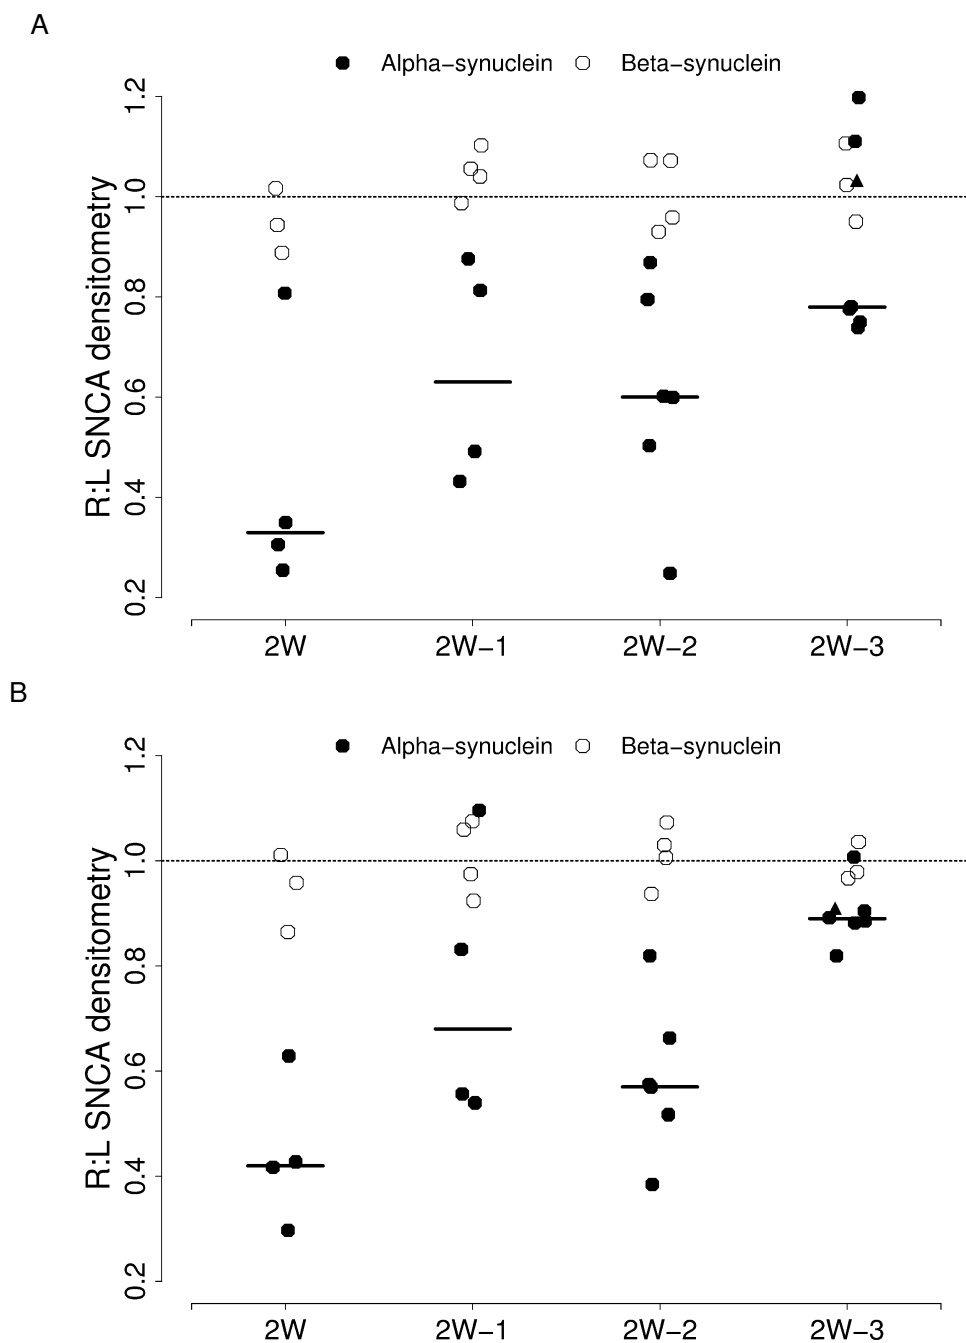 A
Alpha−synuclein Beta−synuclein
R:L SNCA densitometry
1.2
1.0
0.8
0.6
0.4
0.2
2W 2W−1 2W−2 2W−3
B
Alpha−synuclein Beta−synuclein
R:L SNCA densitometry
1.2
1.0
0.8
0.6
0.4
0.2
2W 2W−1 2W−2 2W−3